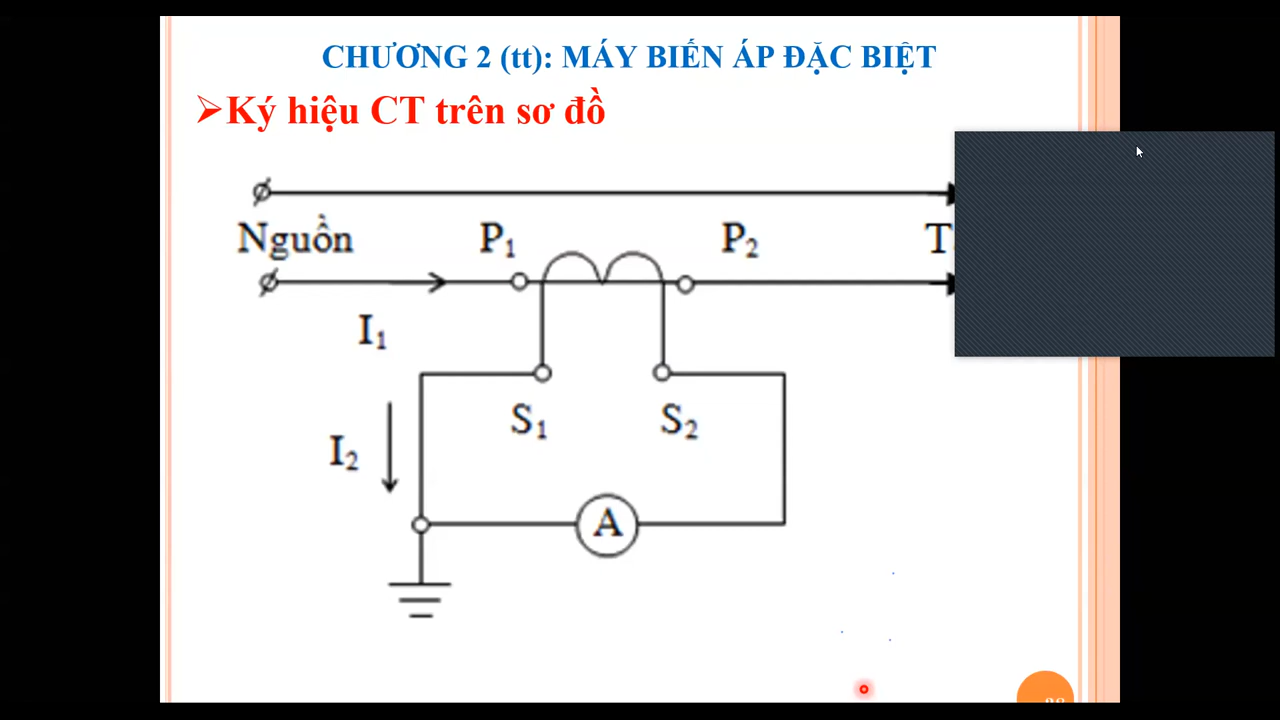 CHƯƠNG 2 (tt): MÁY BIẾN ÁP ĐẶC BIỆT
Ký hiệu CT trên sơ đồ
Nguồn P₁ P₂ T
I₁
S₁ S₂
I₂
A